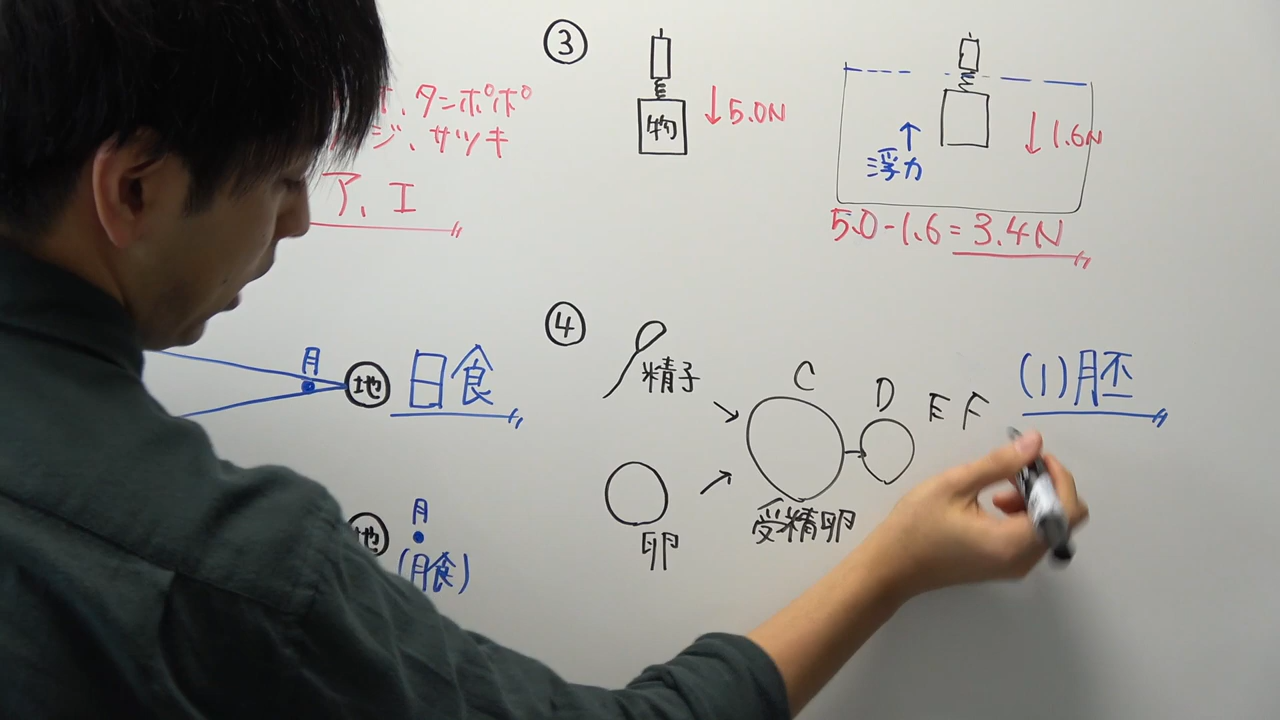 、タンポポ
ジ、サツキ
ア、エ
月
地
日食
地
月
(月食)
③
物
↓5.0N
↑
浮力
↓1.6N
5.0-1.6=3.4N
④
精子
卵
C
受精卵
D
E F
(1)胚